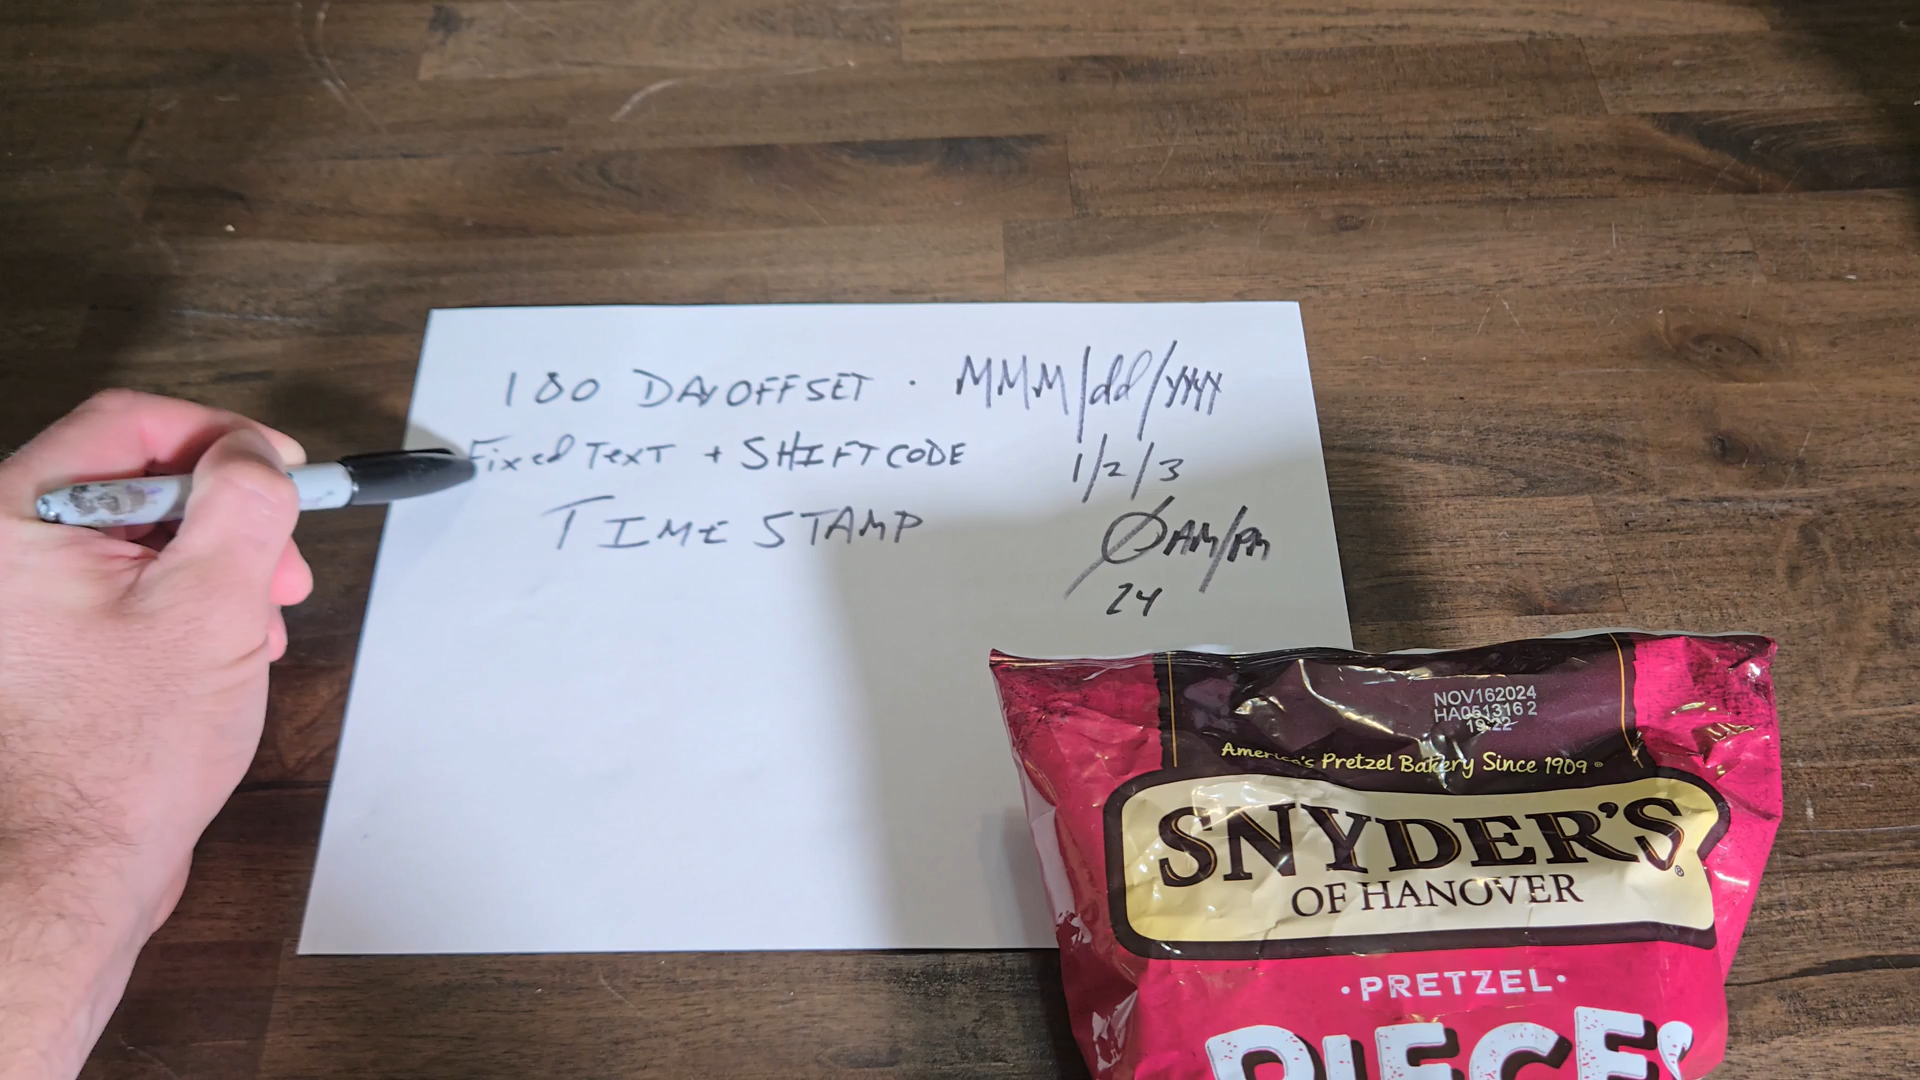 180 DAY OFFSET · MMM/dd/yyyy
Fixed TEXT + SHIFT CODE 1/2/3
TIME STAMP ØAM/PM
24
NOV162024
HA051316 2
19:22
America's Pretzel Bakery Since 1909 ®
SNYDER'S ®
OF HANOVER
·PRETZEL·